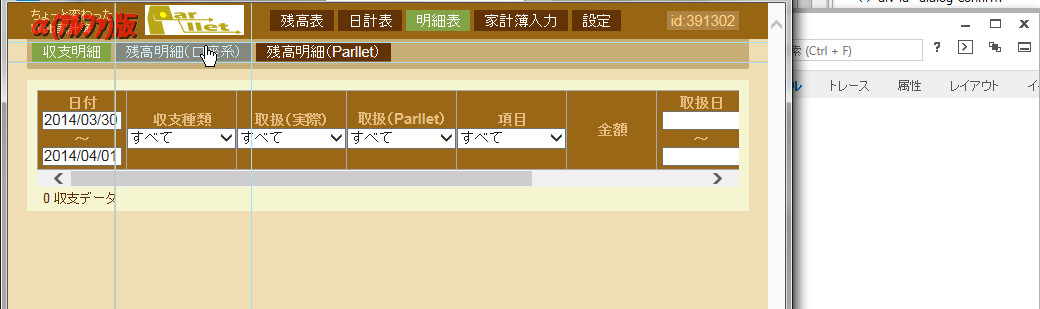 ちょっと変わった
α(アルファ)版
Parllet
残高表 日計表 明細表 家計簿入力 設定
id:391302
収支明細 残高明細(口座系) 残高明細(Parllet)
(Ctrl + F)
トレース 属性 レイアウト
日付 収支種類 取扱(実際) 取扱(Parllet) 項目 金額 取扱日
2014/03/30 すべて すべて すべて すべて
～ ～
2014/04/01
0 収支データ